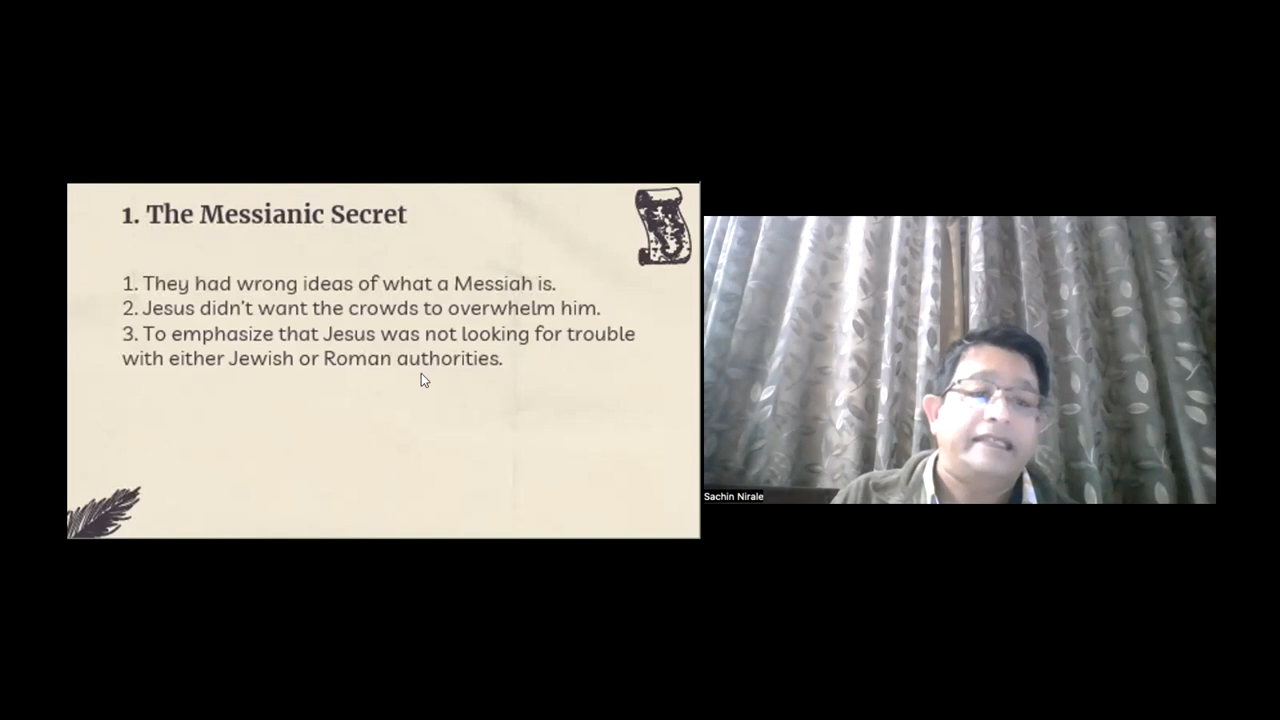 1. The Messianic Secret
1. They had wrong ideas of what a Messiah is.
2. Jesus didn't want the crowds to overwhelm him.
3. To emphasize that Jesus was not looking for trouble
with either Jewish or Roman authorities.
Sachin Nirale